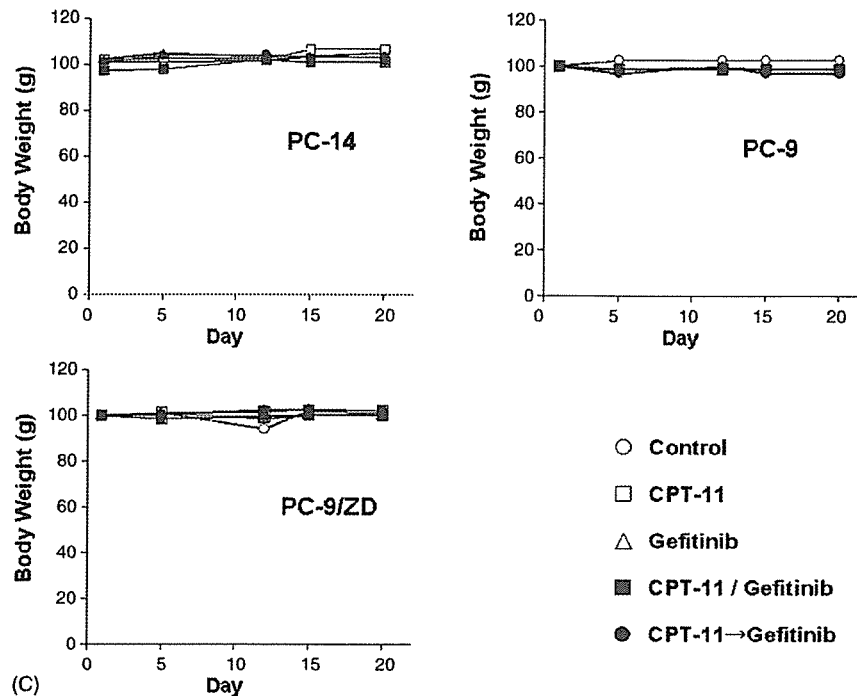 120
100
80
60
40
20
0
Body Weight (g)
PC-14
0 5 10 15 20
Day
120
100
80
60
40
20
0
Body Weight (g)
PC-9
0 5 10 15 20
Day
120
100
80
60
40
20
0
Body Weight (g)
PC-9/ZD
0 5 10 15 20
Day
Control
CPT-11
Gefitinib
CPT-11 / Gefitinib
CPT-11→Gefitinib
(C)